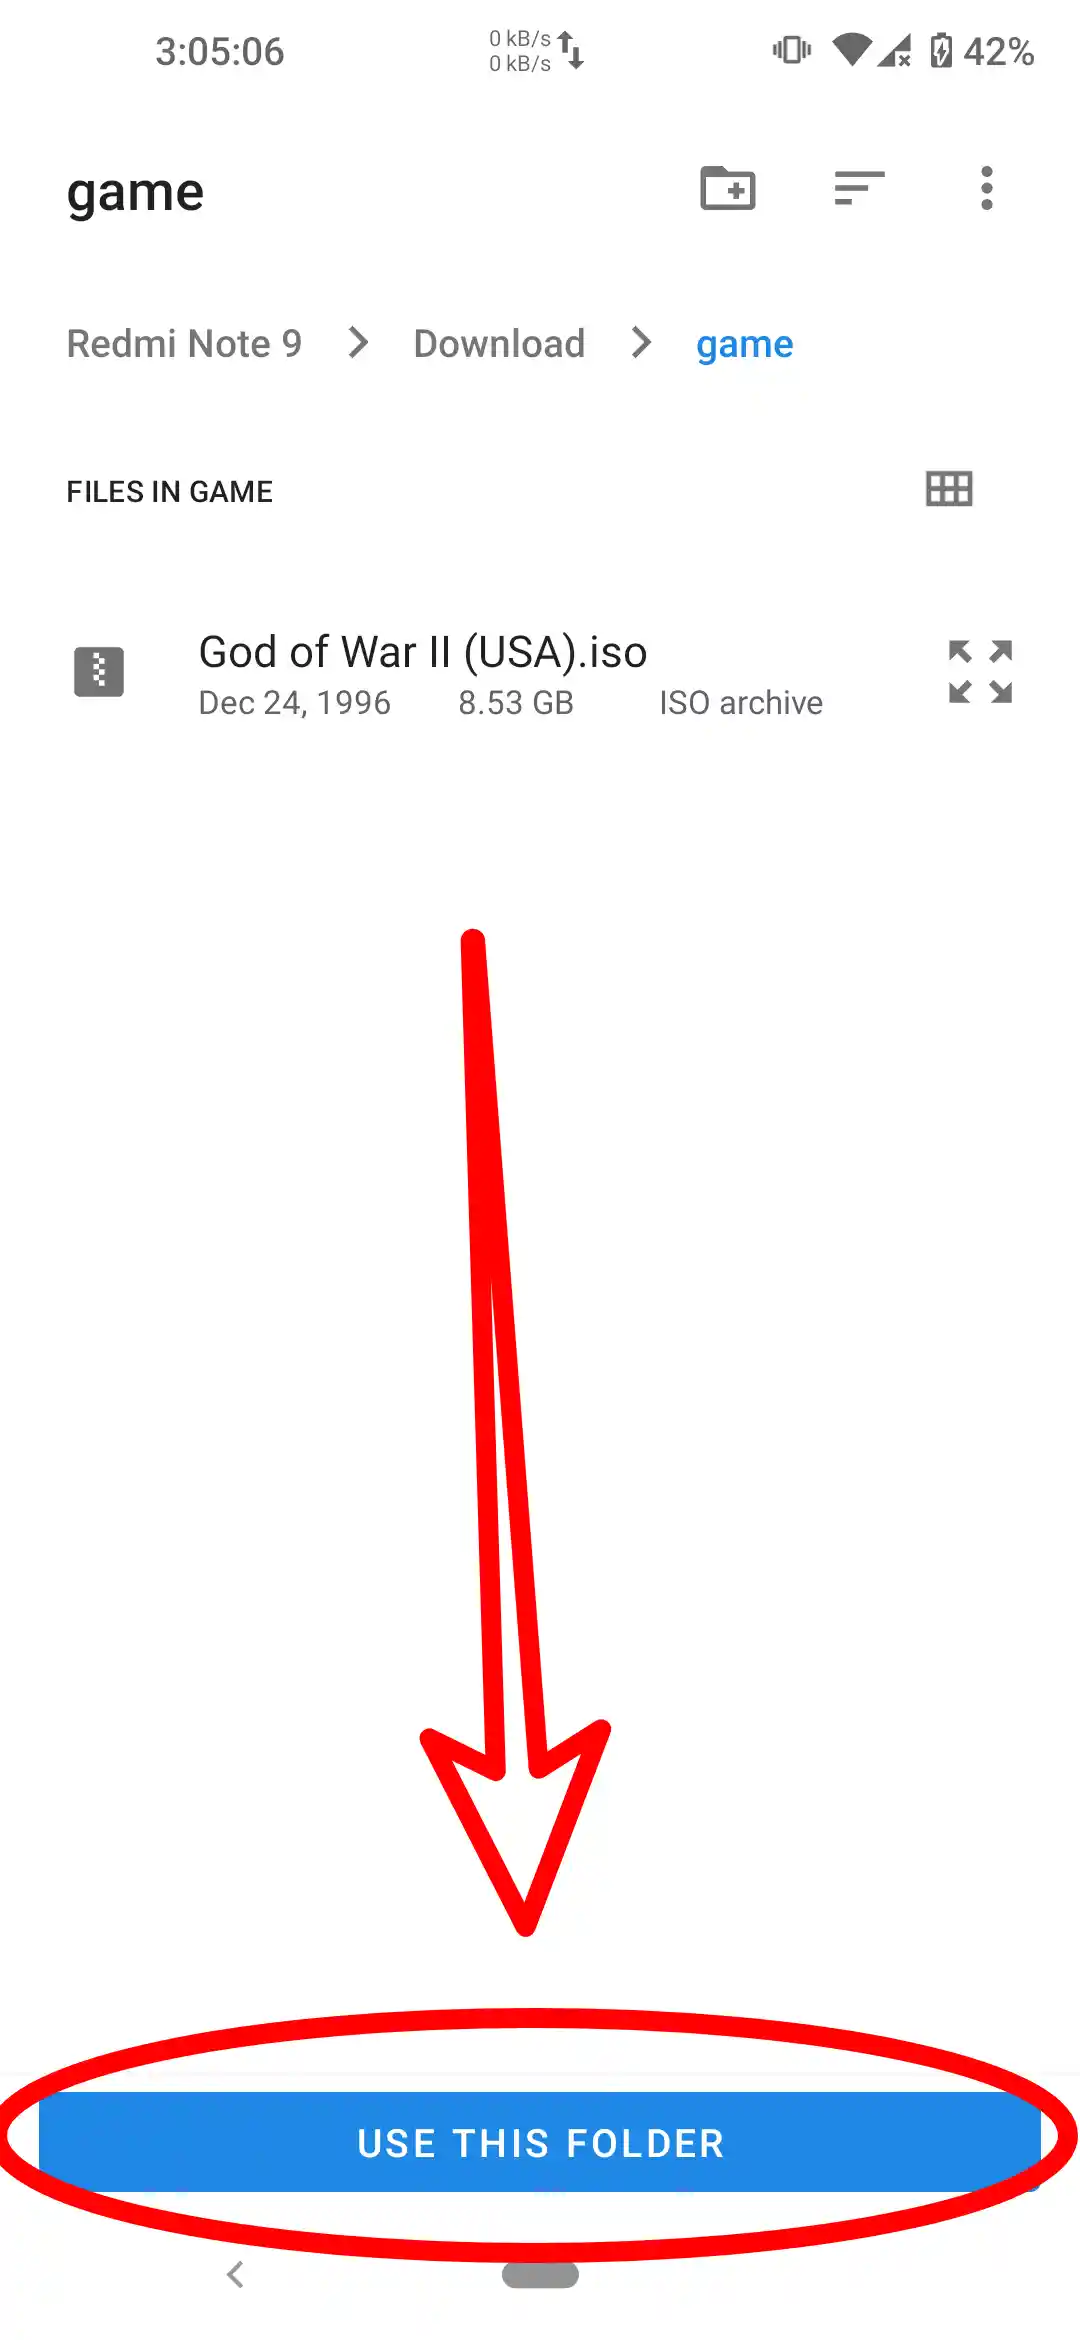 3:05:06
0 kB/s
0 kB/s
42%
game
Redmi Note 9 > Download > game
FILES IN GAME
God of War II (USA).iso
Dec 24, 1996 8.53 GB ISO archive
USE THIS FOLDER